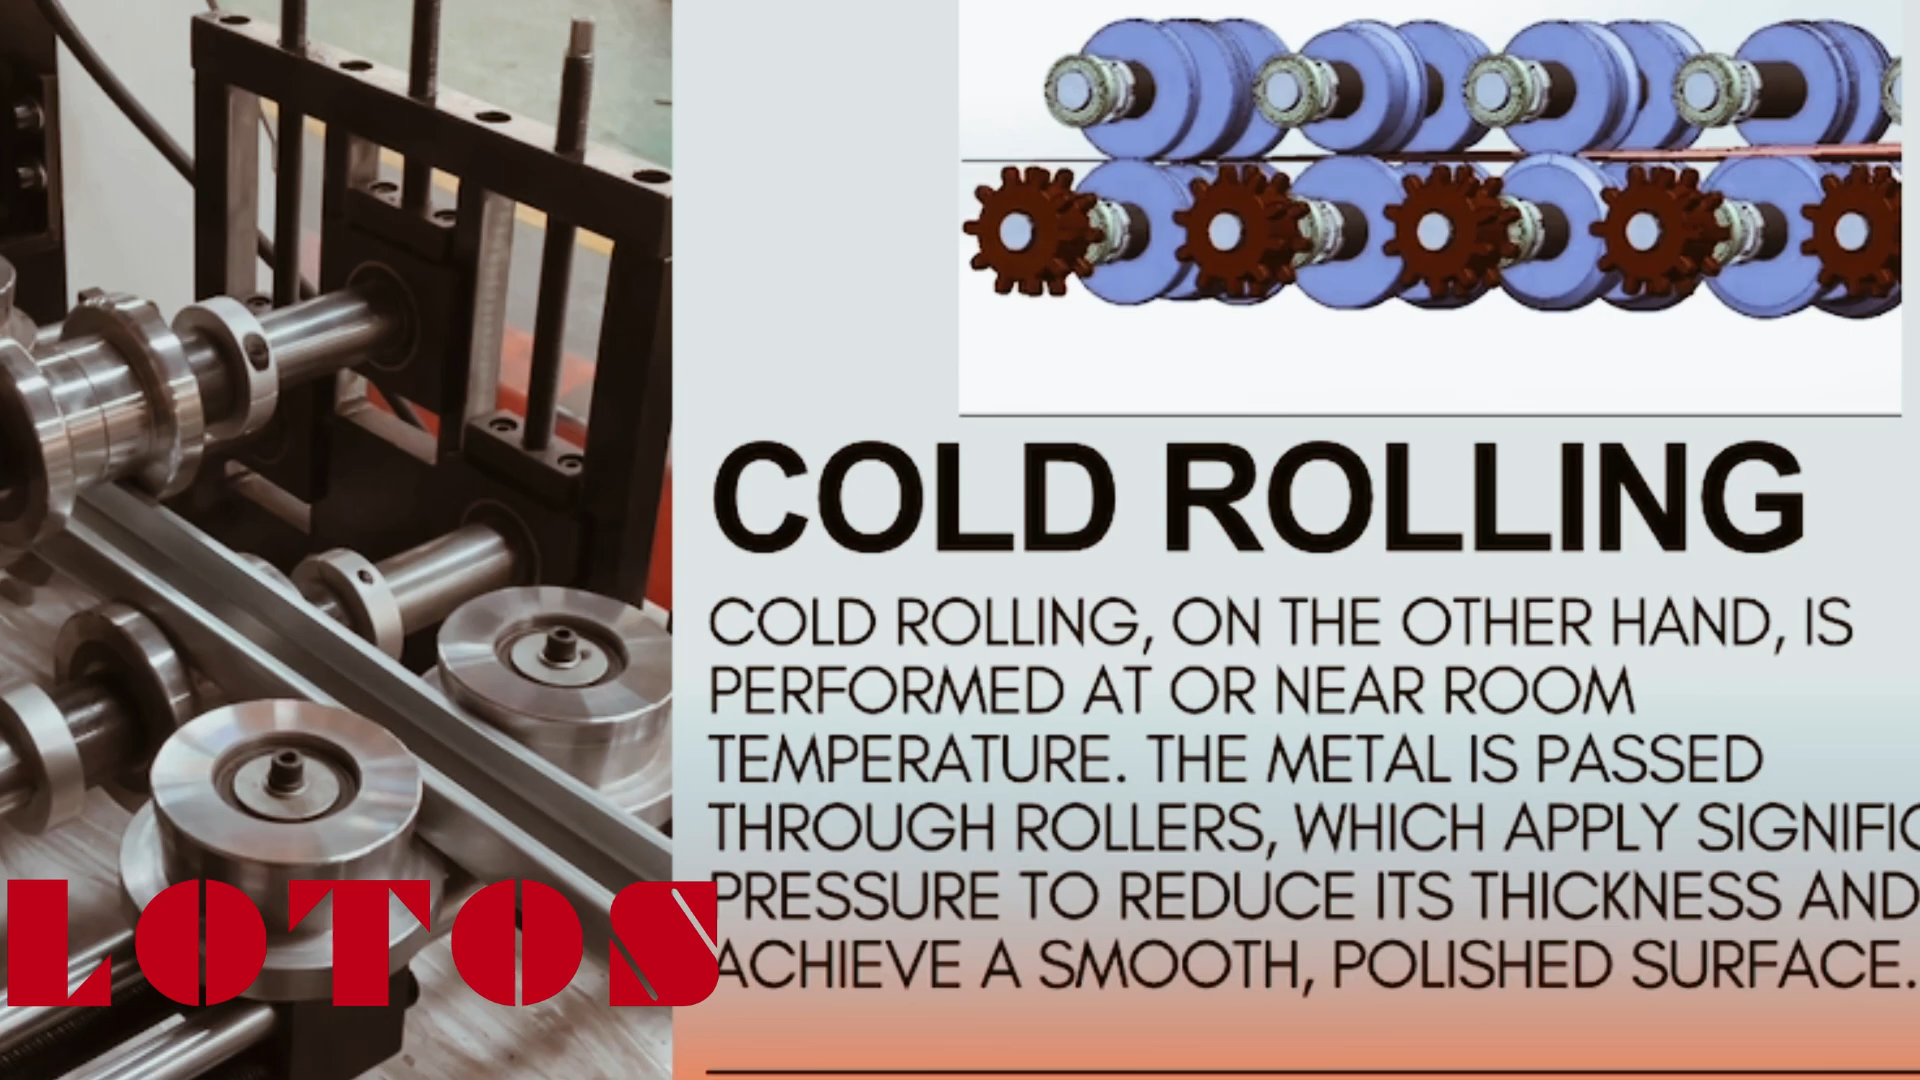 COLD ROLLING
COLD ROLLING, ON THE OTHER HAND, IS
PERFORMED AT OR NEAR ROOM
TEMPERATURE. THE METAL IS PASSED
THROUGH ROLLERS, WHICH APPLY
PRESSURE TO REDUCE ITS THICKNESS AND
ACHIEVE A SMOOTH, POLISHED SURFACE.
LOTOS